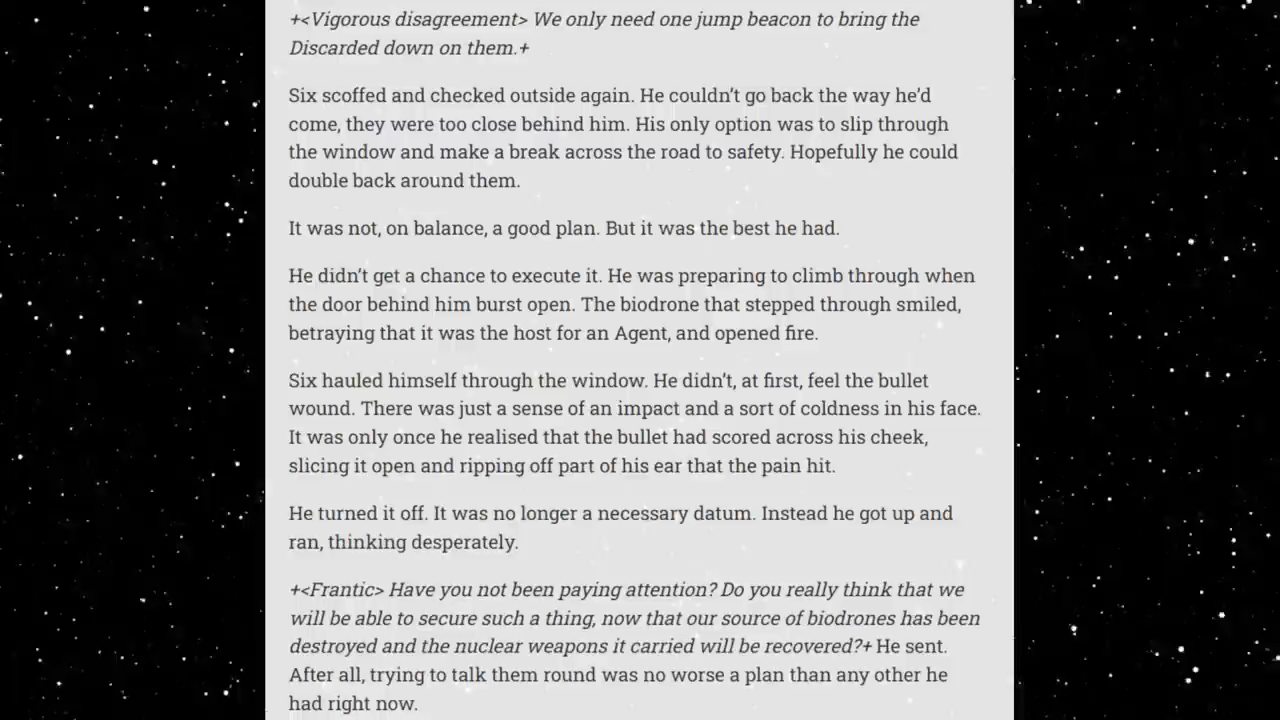 +<Vigorous disagreement> We only need one jump beacon to bring the
Discarded down on them.+
Six scoffed and checked outside again. He couldn’t go back the way he’d
come, they were too close behind him. His only option was to slip through
the window and make a break across the road to safety. Hopefully he could
double back around them.
It was not, on balance, a good plan. But it was the best he had.
He didn’t get a chance to execute it. He was preparing to climb through when
the door behind him burst open. The biodrone that stepped through smiled,
betraying that it was the host for an Agent, and opened fire.
Six hauled himself through the window. He didn’t, at first, feel the bullet
wound. There was just a sense of an impact and a sort of coldness in his face.
It was only once he realised that the bullet had scored across his cheek,
slicing it open and ripping off part of his ear that the pain hit.
He turned it off. It was no longer a necessary datum. Instead he got up and
ran, thinking desperately.
+<Frantic> Have you not been paying attention? Do you really think that we
will be able to secure such a thing, now that our source of biodrones has been
destroyed and the nuclear weapons it carried will be recovered?+ He sent.
After all, trying to talk them round was no worse a plan than any other he
had right now.